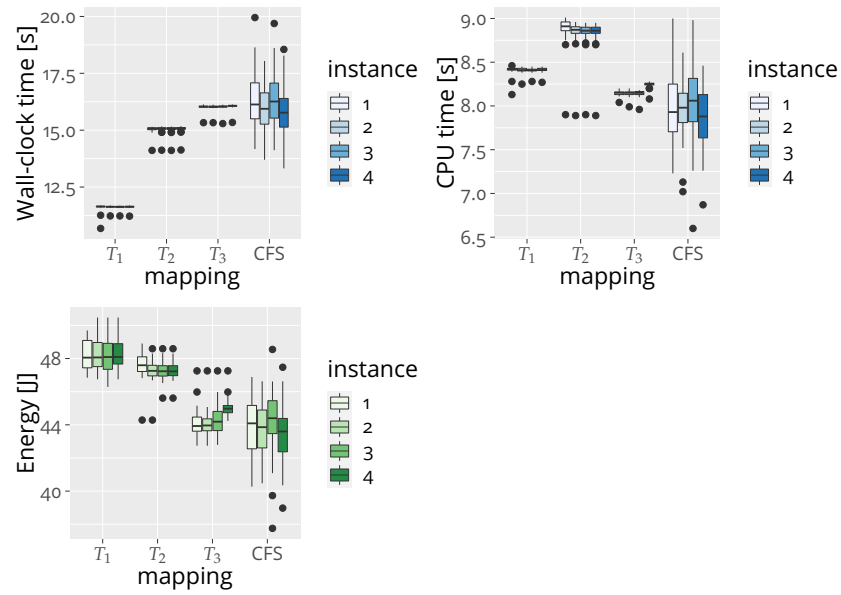 Wall-clock time [s]
20.0
17.5
15.0
12.5
T1 T2 T3 CFS
mapping
instance
1
2
3
4
CPU time [s]
9.0
8.5
8.0
7.5
7.0
6.5
T1 T2 T3 CFS
mapping
instance
1
2
3
4
Energy [J]
48
44
40
T1 T2 T3 CFS
mapping
instance
1
2
3
4